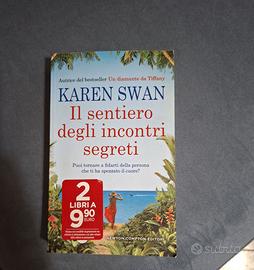 Autrice del bestseller Un diamante da Tiffany
KAREN SWAN
Il sentiero
degli incontri
segreti
Puoi tornare a fidarti della persona
che ti ha spezzato il cuore?
2
LIBRI A
9,90
EURO
NEWTON COMPTON EDITORI
subito